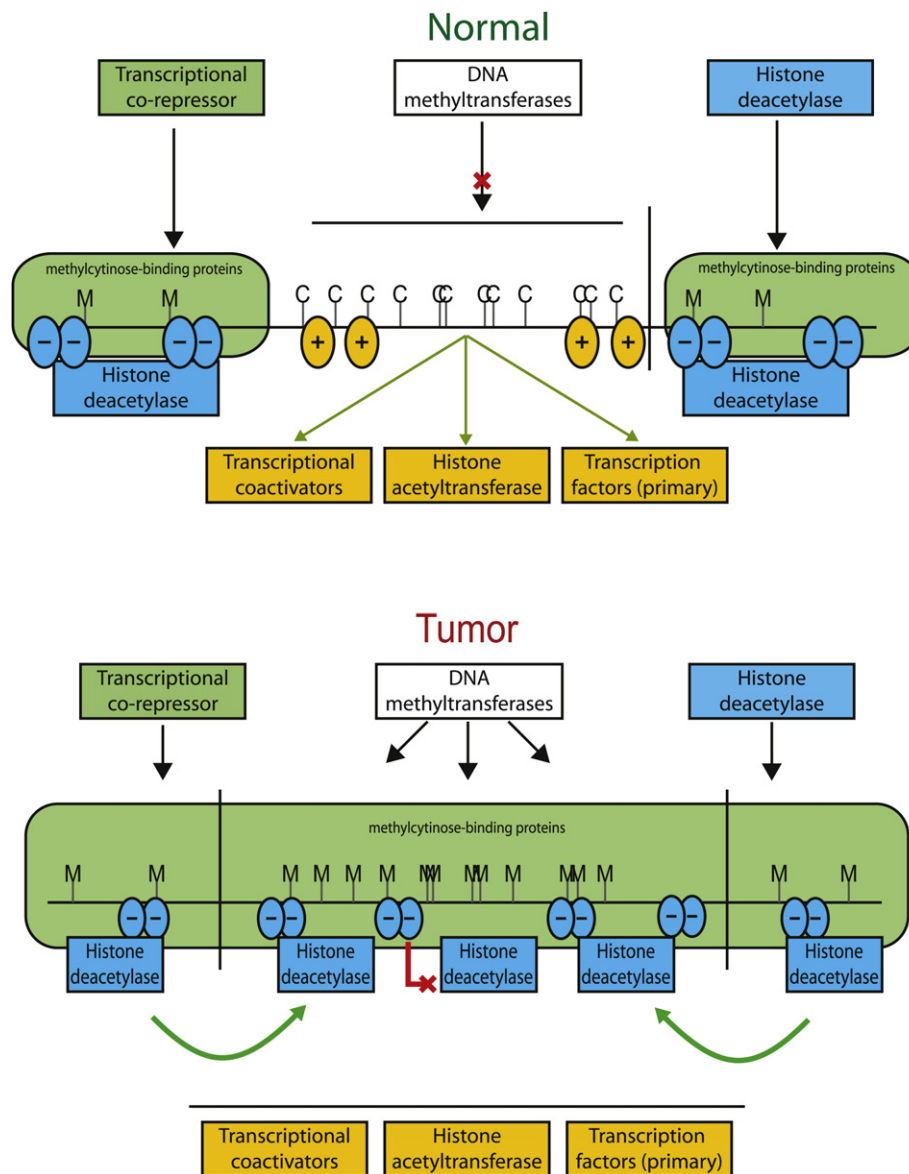 Normal
Transcriptional
co-repressor
DNA
methyltransferases
Histone
deacetylase
methylcytinose-binding proteins
methylcytinose-binding proteins
M M
C C C C C C C C C C C C
M M
− − − −
+ + + +
− − − −
Histone
deacetylase
Histone
deacetylase
Transcriptional
coactivators
Histone
acetyltransferase
Transcription
factors (primary)
Tumor
Transcriptional
co-repressor
DNA
methyltransferases
Histone
deacetylase
methylcytinose-binding proteins
M M M M M M M M M M M M M M M M
− − − − − − − − − − − −
Histone
deacetylase
Histone
deacetylase
Histone
deacetylase
Histone
deacetylase
Histone
deacetylase
Transcriptional
coactivators
Histone
acetyltransferase
Transcription
factors (primary)